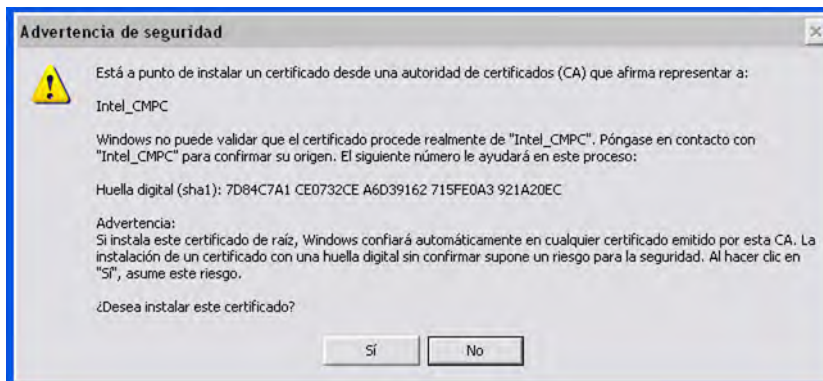 Advertencia de seguridad
Está a punto de instalar un certificado desde una autoridad de certificados (CA) que afirma representar a:
Intel_CMPC
Windows no puede validar que el certificado procede realmente de "Intel_CMPC". Póngase en contacto con
"Intel_CMPC" para confirmar su origen. El siguiente número le ayudará en este proceso:
Huella digital (sha1): 7D84C7A1 CE0732CE A6D39162 715FE0A3 921A20EC
Advertencia:
Si instala este certificado de raíz, Windows confiará automáticamente en cualquier certificado emitido por esta CA. La
instalación de un certificado con una huella digital sin confirmar supone un riesgo para la seguridad. Al hacer clic en
"Sí", asume este riesgo.
¿Desea instalar este certificado?
Sí No